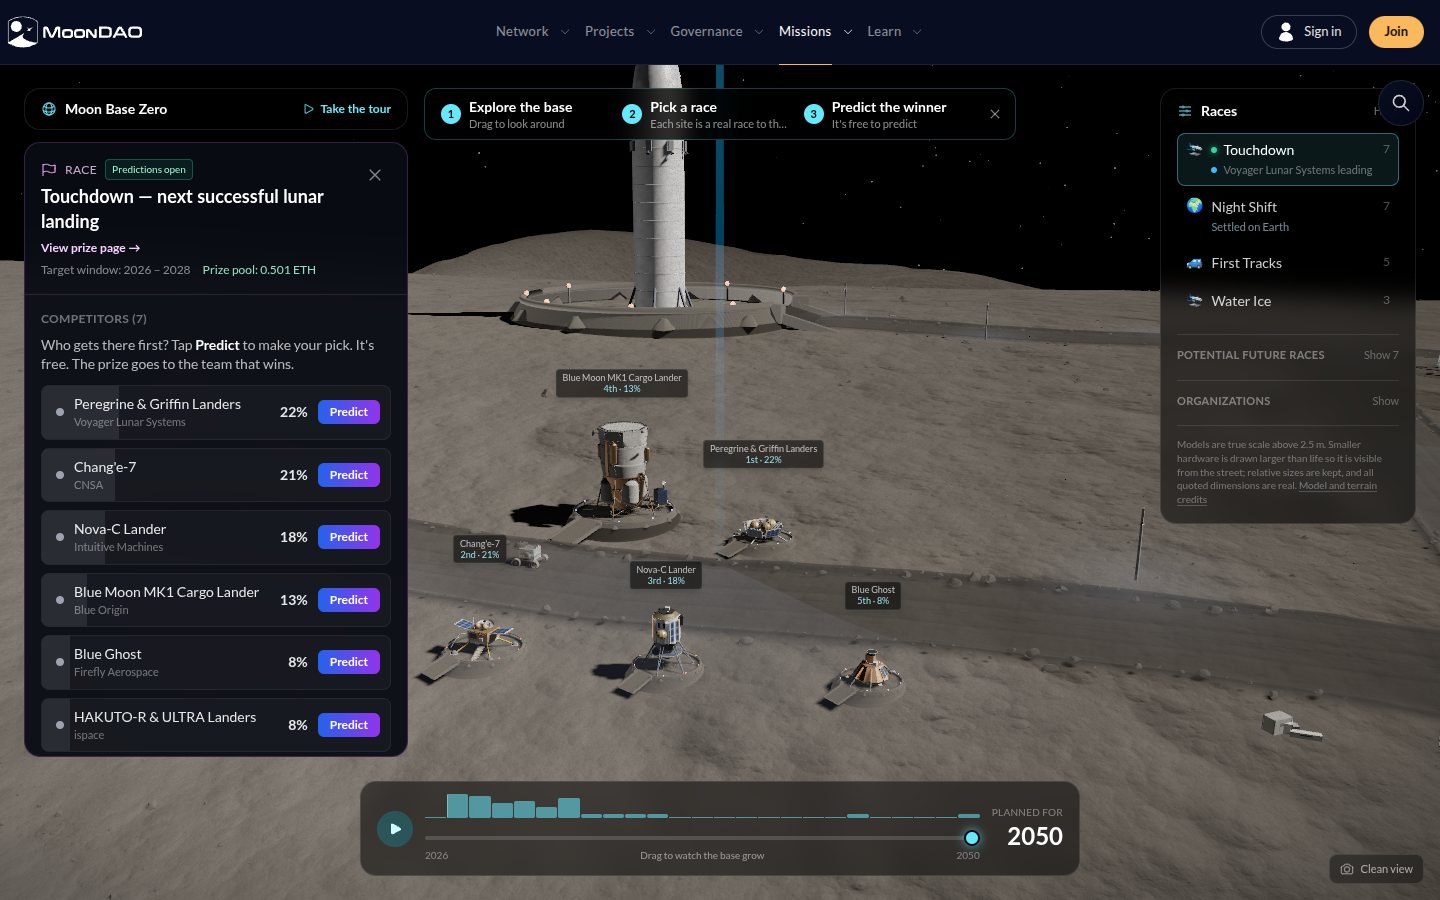 MOONDAO
Network
Projects
Governance
Missions
Learn
Sign in
Join
Moon Base Zero
Take the tour
1 Explore the base
Drag to look around
2 Pick a race
Each site is a real race to th...
3 Predict the winner
It's free to predict
RACE
Predictions open
Touchdown — next successful lunar
landing
View prize page →
Target window: 2026 – 2028
Prize pool: 0.501 ETH
COMPETITORS (7)
Who gets there first? Tap Predict to make your pick. It's
free. The prize goes to the team that wins.
Peregrine & Griffin Landers
Voyager Lunar Systems
22%
Predict
Chang'e-7
CNSA
21%
Predict
Nova-C Lander
Intuitive Machines
18%
Predict
Blue Moon MK1 Cargo Lander
Blue Origin
13%
Predict
Blue Ghost
Firefly Aerospace
8%
Predict
HAKUTO-R & ULTRA Landers
ispace
8%
Predict
Blue Moon MK1 Cargo Lander
4th · 13%
Peregrine & Griffin Landers
1st · 22%
Chang'e-7
2nd · 21%
Nova-C Lander
3rd · 18%
Blue Ghost
5th · 8%
Races
Touchdown 7
Voyager Lunar Systems leading
Night Shift 7
Settled on Earth
First Tracks 5
Water Ice 3
POTENTIAL FUTURE RACES Show 7
ORGANIZATIONS Show
Models are true scale above 2.5 m. Smaller
hardware is drawn larger than life so it is visible
from the street; relative sizes are kept, and all
quoted dimensions are real. Model and terrain
credits
PLANNED FOR
2050
2026
Drag to watch the base grow
2050
Clean view